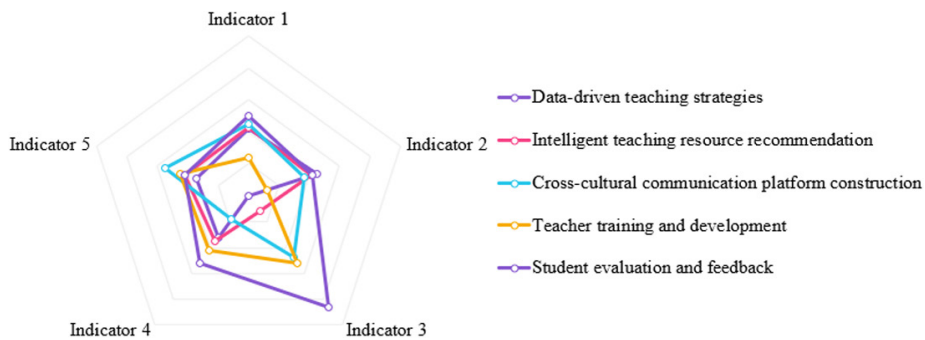 Indicator 1
Indicator 5
Indicator 2
Indicator 4
Indicator 3
Data-driven teaching strategies
Intelligent teaching resource recommendation
Cross-cultural communication platform construction
Teacher training and development
Student evaluation and feedback